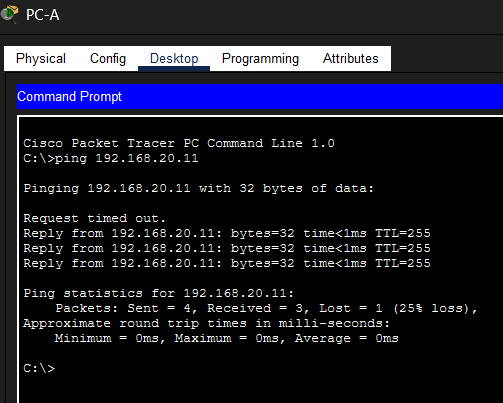 PC-A
Physical Config Desktop Programming Attributes
Command Prompt
Cisco Packet Tracer PC Command Line 1.0
C:\>ping 192.168.20.11
Pinging 192.168.20.11 with 32 bytes of data:
Request timed out.
Reply from 192.168.20.11: bytes=32 time<1ms TTL=255
Reply from 192.168.20.11: bytes=32 time<1ms TTL=255
Reply from 192.168.20.11: bytes=32 time<1ms TTL=255
Ping statistics for 192.168.20.11:
    Packets: Sent = 4, Received = 3, Lost = 1 (25% loss),
Approximate round trip times in milli-seconds:
    Minimum = 0ms, Maximum = 0ms, Average = 0ms
C:\>